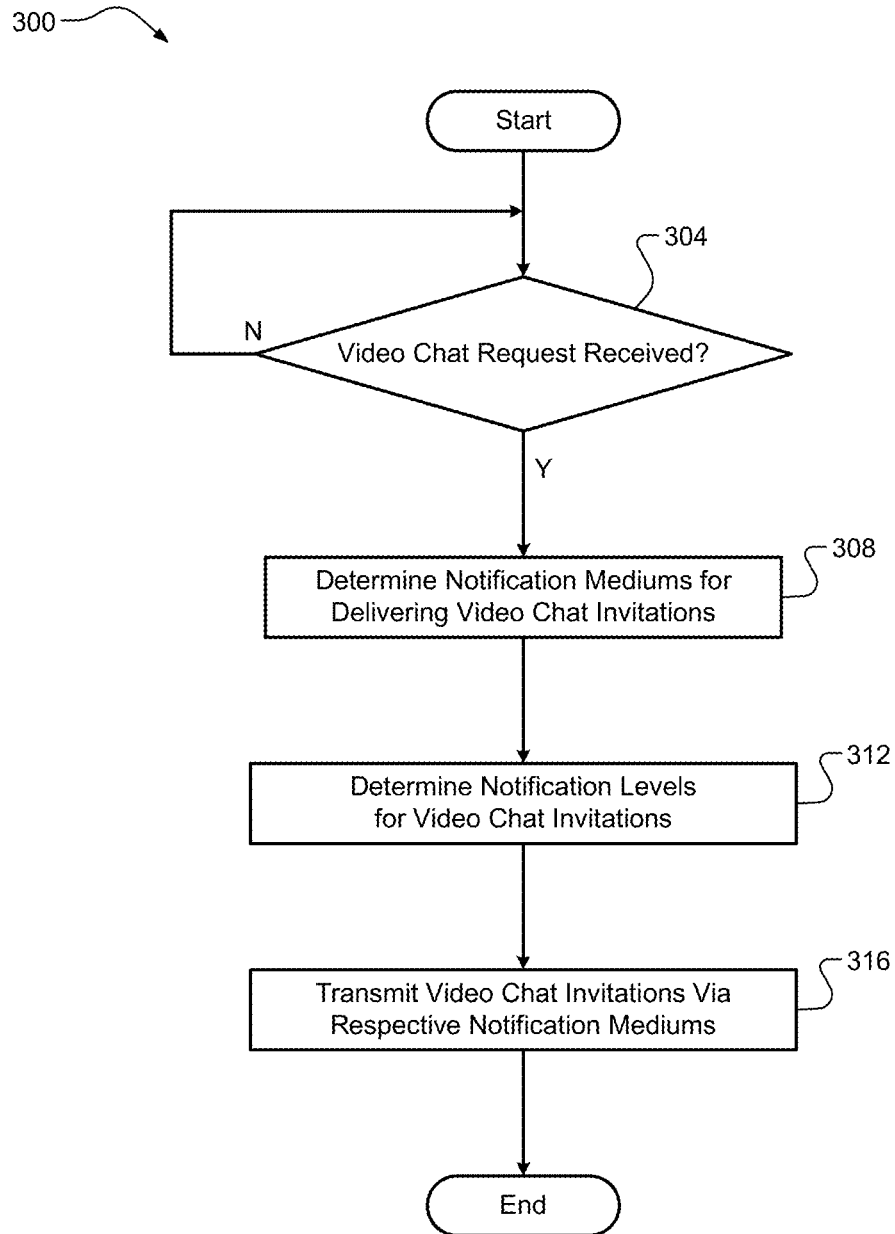 300
Start
304
N
Video Chat Request Received?
Y
308
Determine Notification Mediums for
Delivering Video Chat Invitations
312
Determine Notification Levels
for Video Chat Invitations
316
Transmit Video Chat Invitations Via
Respective Notification Mediums
End